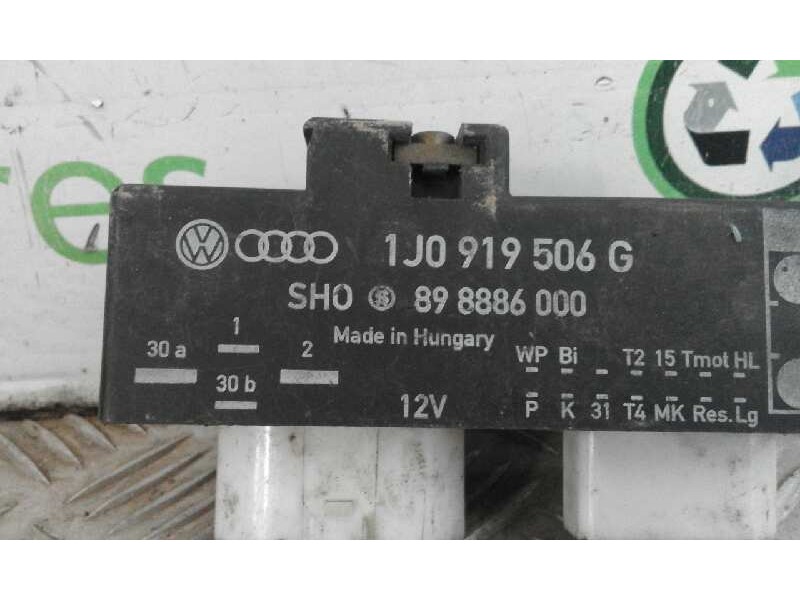 res
1J0 919 506 G
SHO 89 8886 000
Made in Hungary
30 a 1 2
30 b
12V
WP Bi T2 15 Tmot HL
P K 31 T4 MK Res. Lg